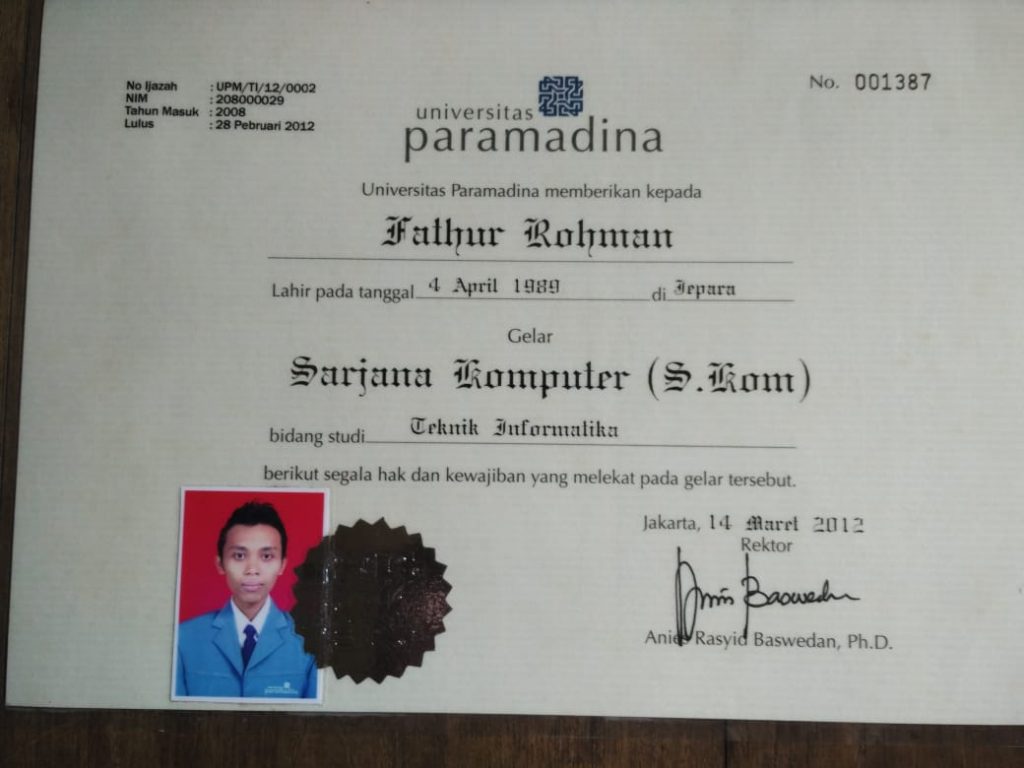 No Ijazah : UPM/TI/12/0002
NIM : 208000029
Tahun Masuk : 2008
Lulus : 28 Pebruari 2012
No. 001387
universitas
paramadina
Universitas Paramadina memberikan kepada
Fathur Rohman
Lahir pada tanggal 4 April 1989 di Jepara
Gelar
Sarjana Komputer (S.Kom)
bidang studi Teknik Informatika
berikut segala hak dan kewajiban yang melekat pada gelar tersebut.
Jakarta, 14 Maret 2012
Rektor
Anies Baswedan
Anies Rasyid Baswedan, Ph.D.
paramadina